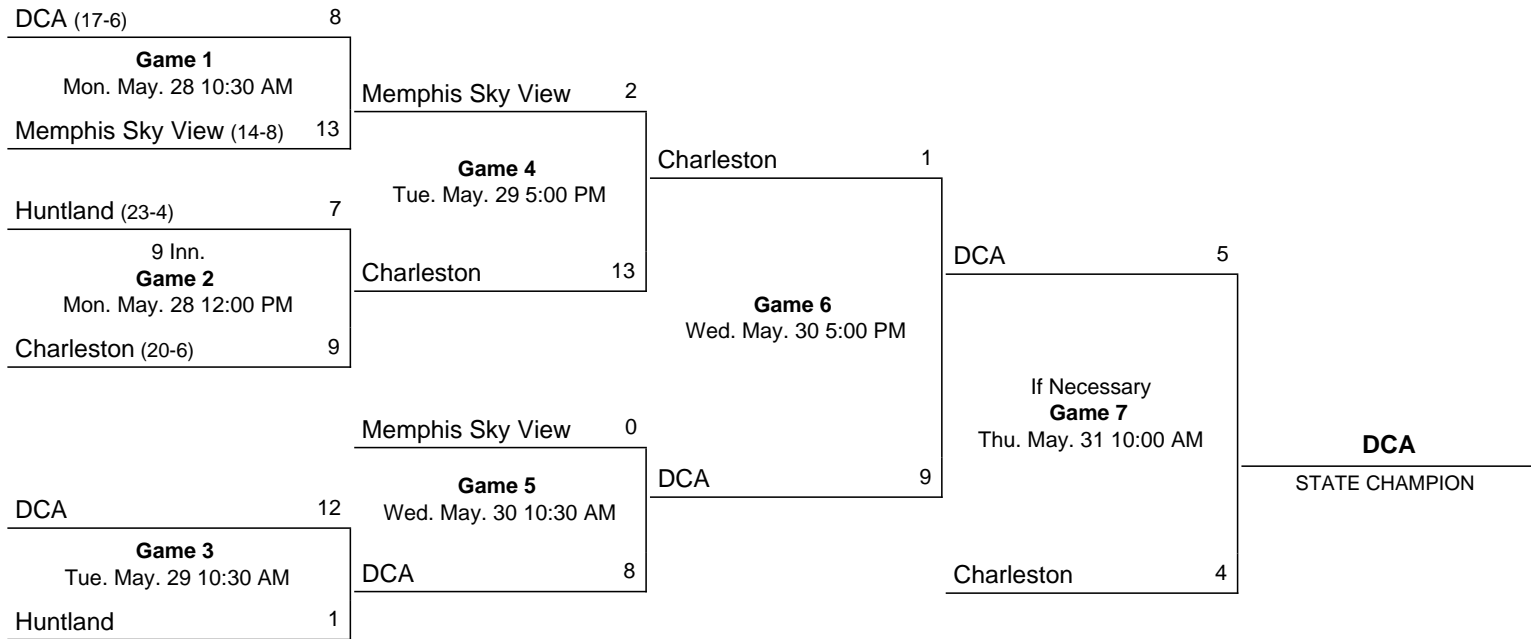 DCA (17-6) 8
Game 1
Mon. May. 28 10:30 AM
Memphis Sky View (14-8) 13
Huntland (23-4) 7
9 Inn.
Game 2
Mon. May. 28 12:00 PM
Charleston (20-6) 9
DCA 12
Game 3
Tue. May. 29 10:30 AM
Huntland 1
Memphis Sky View 2
Game 4
Tue. May. 29 5:00 PM
Charleston 13
Memphis Sky View 0
Game 5
Wed. May. 30 10:30 AM
DCA 8
Charleston 1
Game 6
Wed. May. 30 5:00 PM
DCA 9
DCA 5
If Necessary
Game 7
Thu. May. 31 10:00 AM
Charleston 4
DCA
STATE CHAMPION